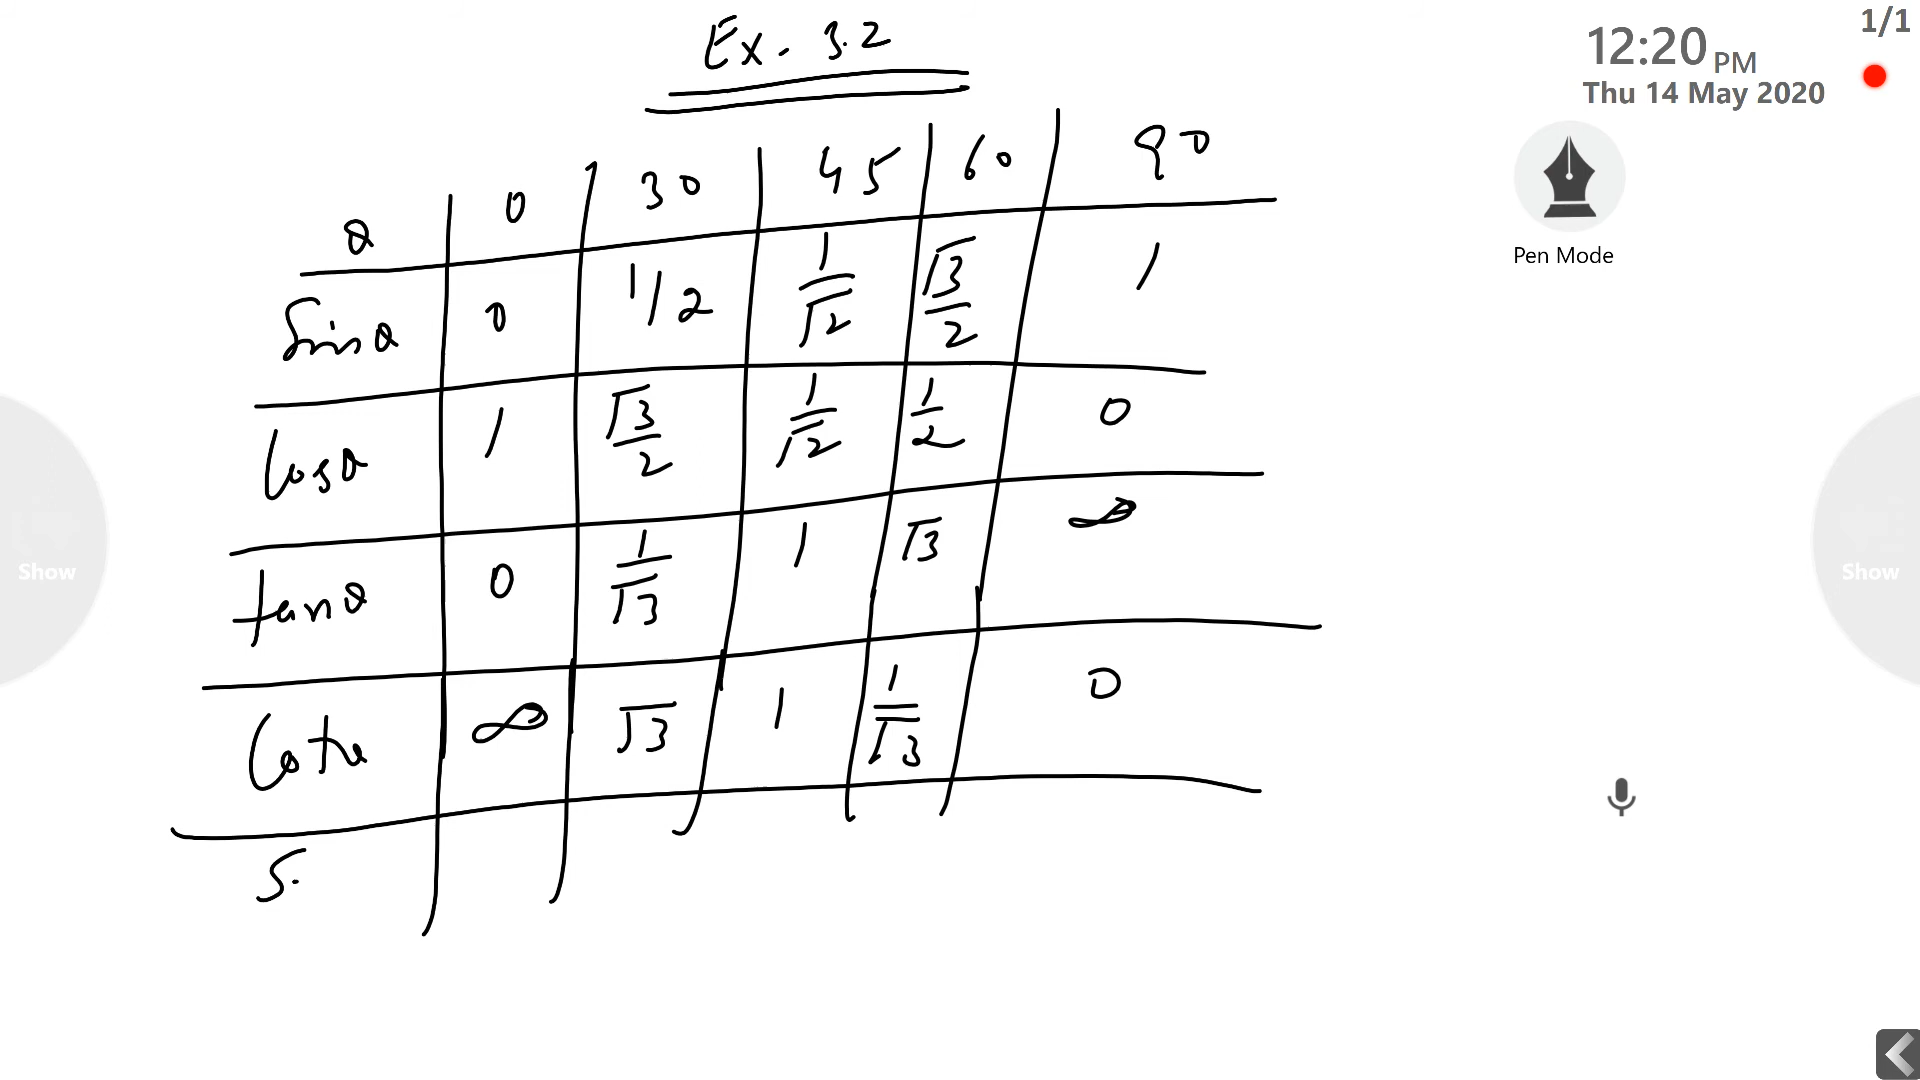 Ex. 3.2
1/1
12:20 PM
Thu 14 May 2020
Pen Mode
θ 0 30 45 60 90
Sinθ 0 1/2 1/√2 √3/2 1
Cosθ 1 √3/2 1/√2 1/2 0
tanθ 0 1/√3 1 √3 ∞
Cotθ ∞ √3 1 1/√3 0
S.
Show
Show